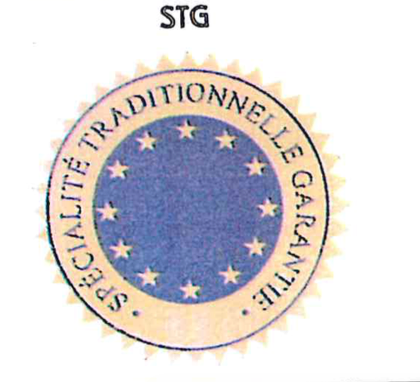 STG
• SPÉCIALITÉ TRADITIONNELLE GARANTIE •